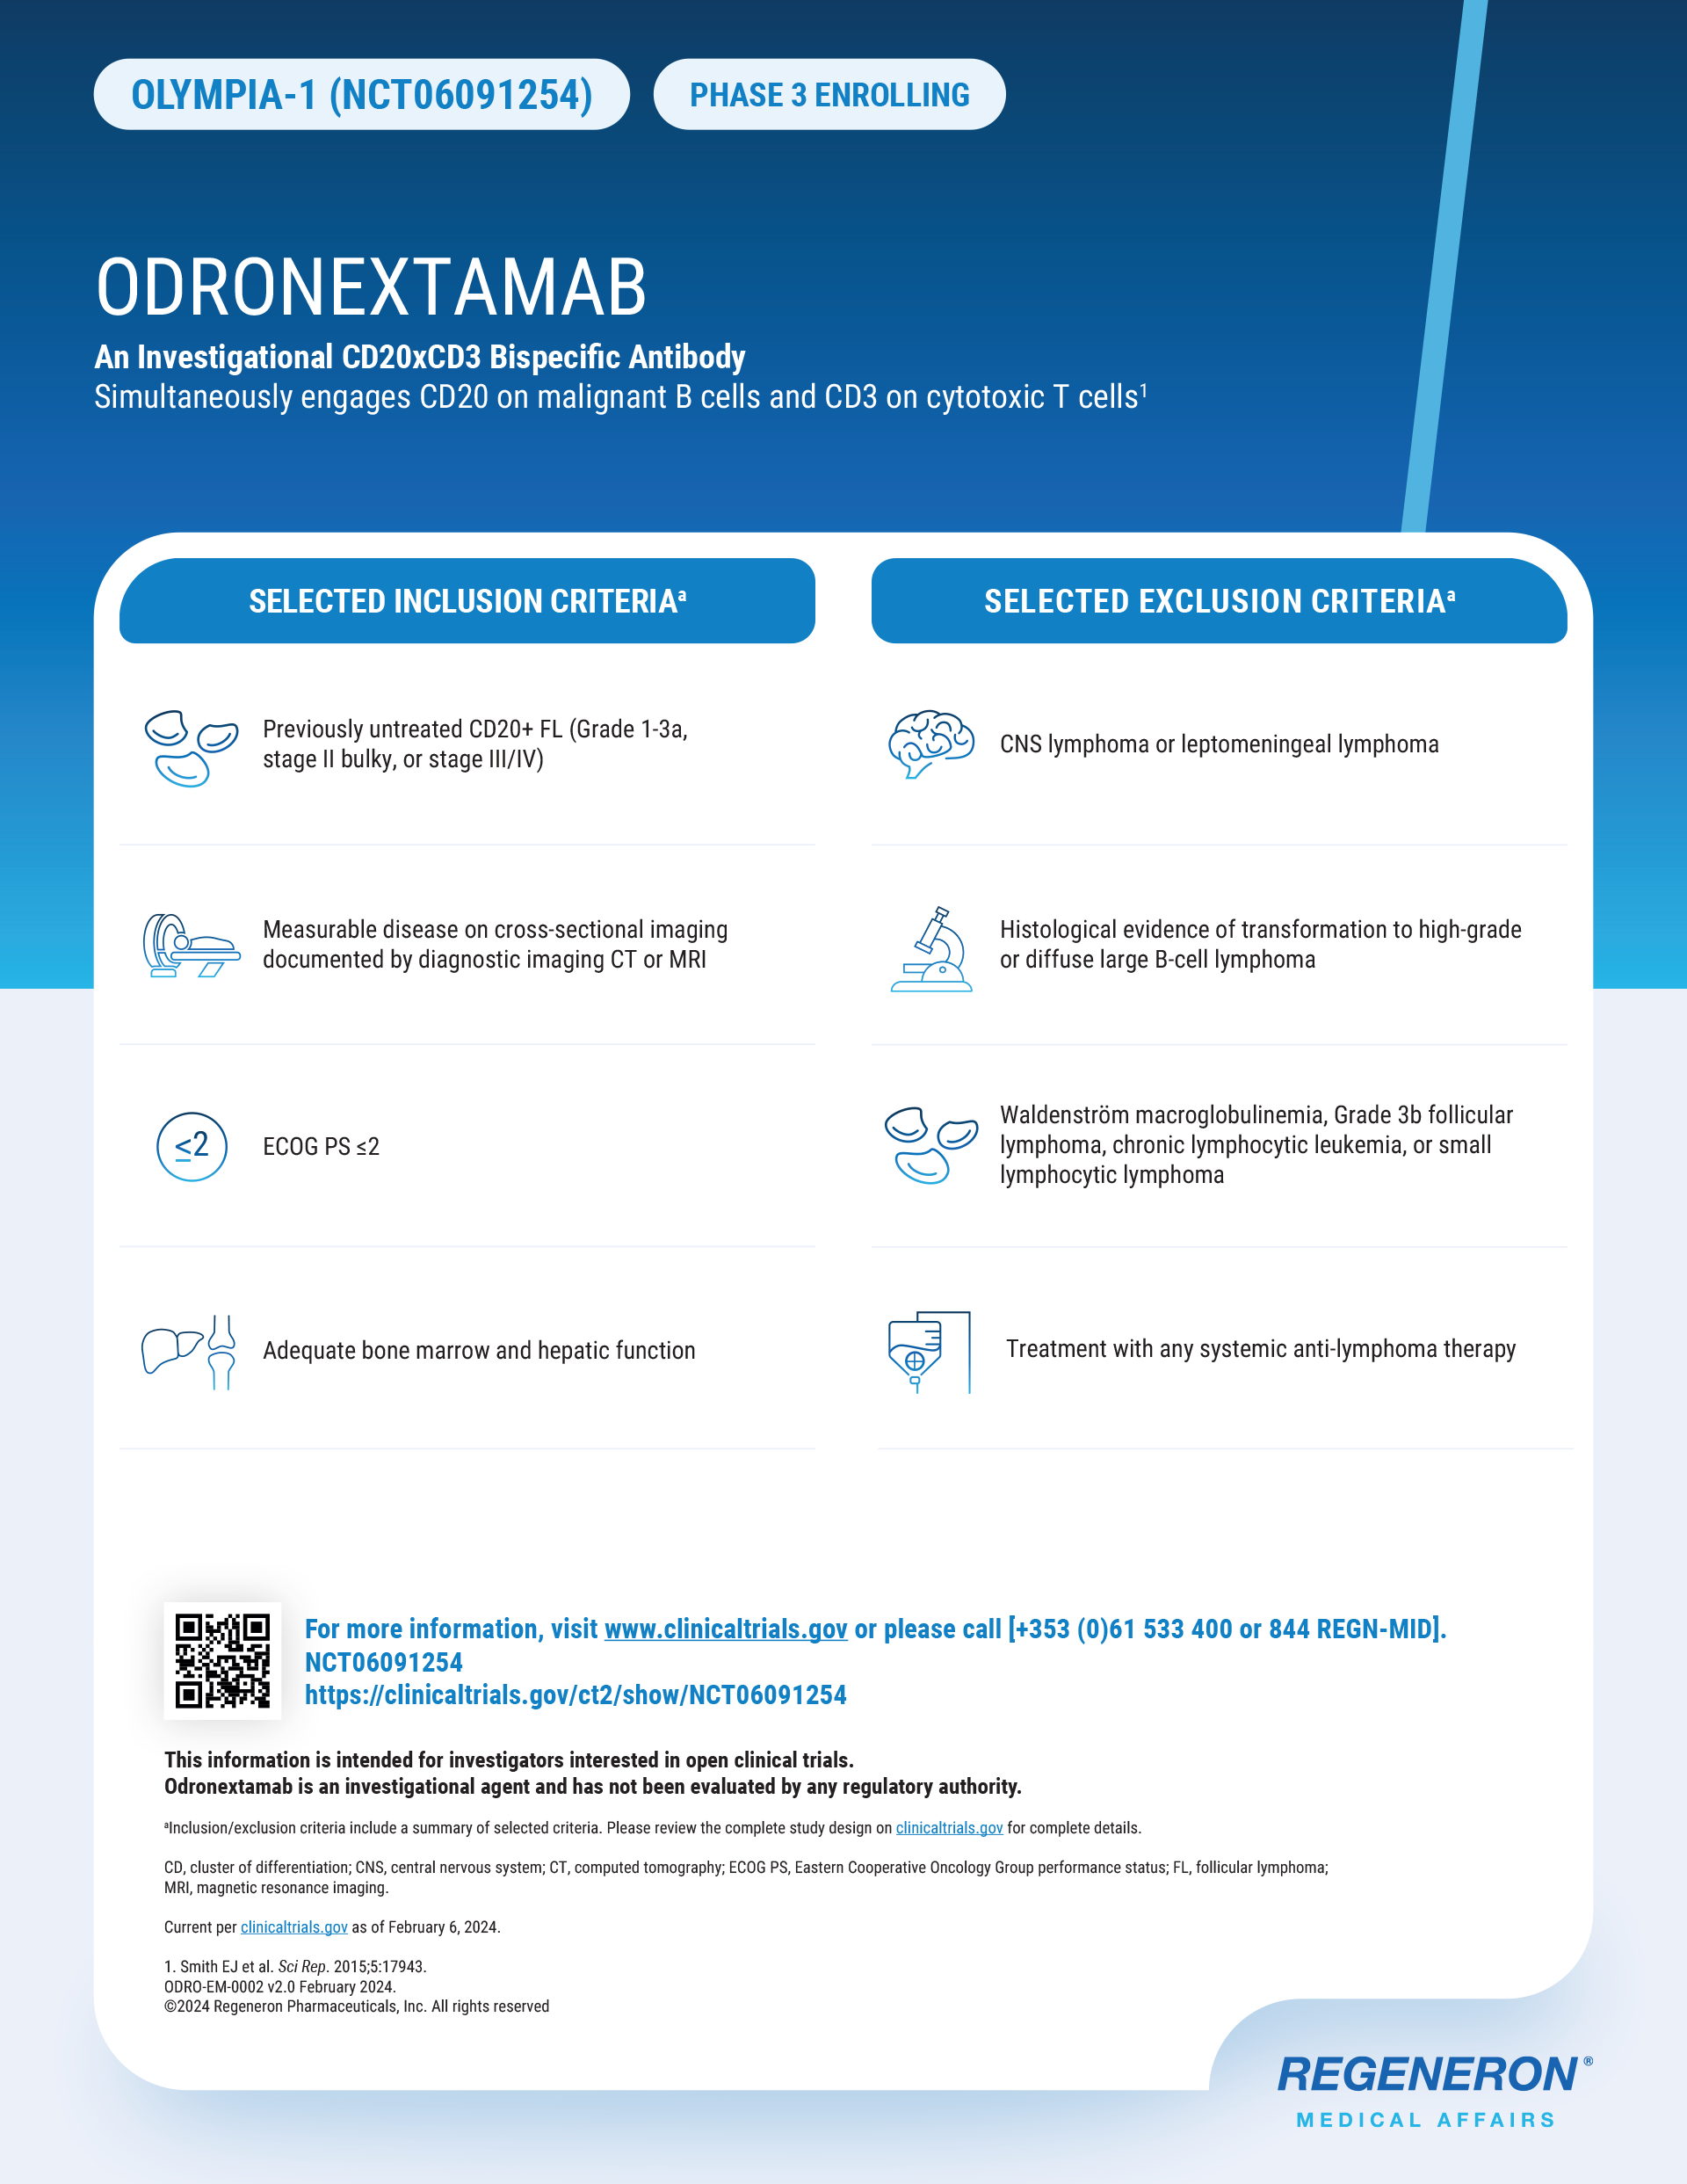 OLYMPIA-1 (NCT06091254)
PHASE 3 ENROLLING
ODRONEXTAMAB
An Investigational CD20xCD3 Bispecific Antibody
Simultaneously engages CD20 on malignant B cells and CD3 on cytotoxic T cells¹
SELECTED INCLUSION CRITERIAᵃ
Previously untreated CD20+ FL (Grade 1-3a,
stage II bulky, or stage III/IV)
Measurable disease on cross-sectional imaging
documented by diagnostic imaging CT or MRI
≤2
ECOG PS ≤2
Adequate bone marrow and hepatic function
SELECTED EXCLUSION CRITERIAᵃ
CNS lymphoma or leptomeningeal lymphoma
Histological evidence of transformation to high-grade
or diffuse large B-cell lymphoma
Waldenström macroglobulinemia, Grade 3b follicular
lymphoma, chronic lymphocytic leukemia, or small
lymphocytic lymphoma
Treatment with any systemic anti-lymphoma therapy
For more information, visit www.clinicaltrials.gov or please call [+353 (0)61 533 400 or 844 REGN-MID].
NCT06091254
https://clinicaltrials.gov/ct2/show/NCT06091254
This information is intended for investigators interested in open clinical trials.
Odronextamab is an investigational agent and has not been evaluated by any regulatory authority.
ᵃInclusion/exclusion criteria include a summary of selected criteria. Please review the complete study design on clinicaltrials.gov for complete details.
CD, cluster of differentiation; CNS, central nervous system; CT, computed tomography; ECOG PS, Eastern Cooperative Oncology Group performance status; FL, follicular lymphoma;
MRI, magnetic resonance imaging.
Current per clinicaltrials.gov as of February 6, 2024.
1. Smith EJ et al. Sci Rep. 2015;5:17943.
ODRO-EM-0002 v2.0 February 2024.
©2024 Regeneron Pharmaceuticals, Inc. All rights reserved
REGENERON®
MEDICAL AFFAIRS